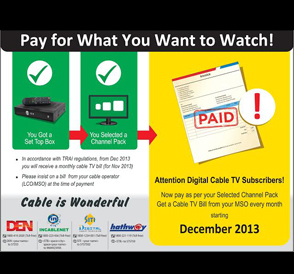 Pay for What You Want to Watch!
You Got a
Set Top Box
You Selected a
Channel Pack
PAID
!
• In accordance with TRAI regulations, from Dec 2013
you will receive a monthly cable TV bill (for Nov 2013)
• Please insist on a bill from your cable operator
(LCO/MSO) at the time of payment
Attention Digital Cable TV Subscribers!
Now pay as per your Selected Channel Pack
Get a Cable TV Bill from your MSO every month
starting
December 2013
Cable is Wonderful
DEN
INCABLENET
DIGITAL
hathway